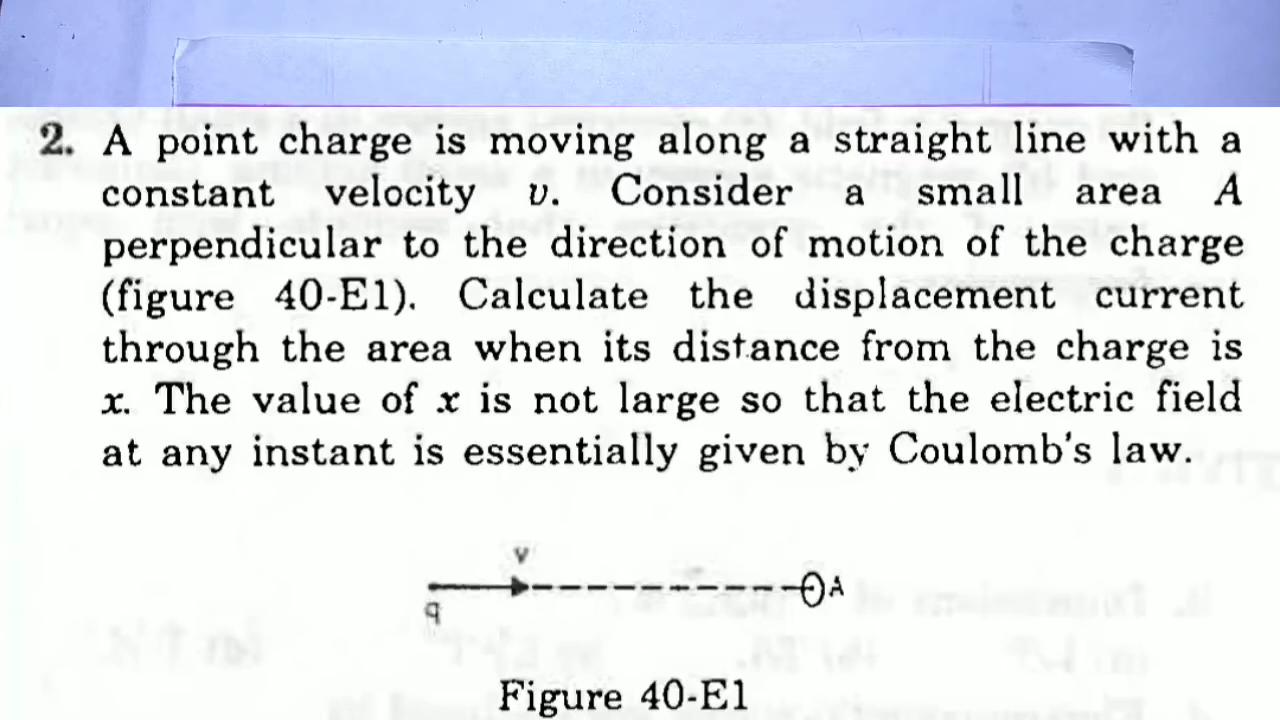 2. A point charge is moving along a straight line with a
constant velocity v. Consider a small area A
perpendicular to the direction of motion of the charge
(figure 40-E1). Calculate the displacement current
through the area when its distance from the charge is
x. The value of x is not large so that the electric field
at any instant is essentially given by Coulomb's law.
v
A
q
Figure 40-E1